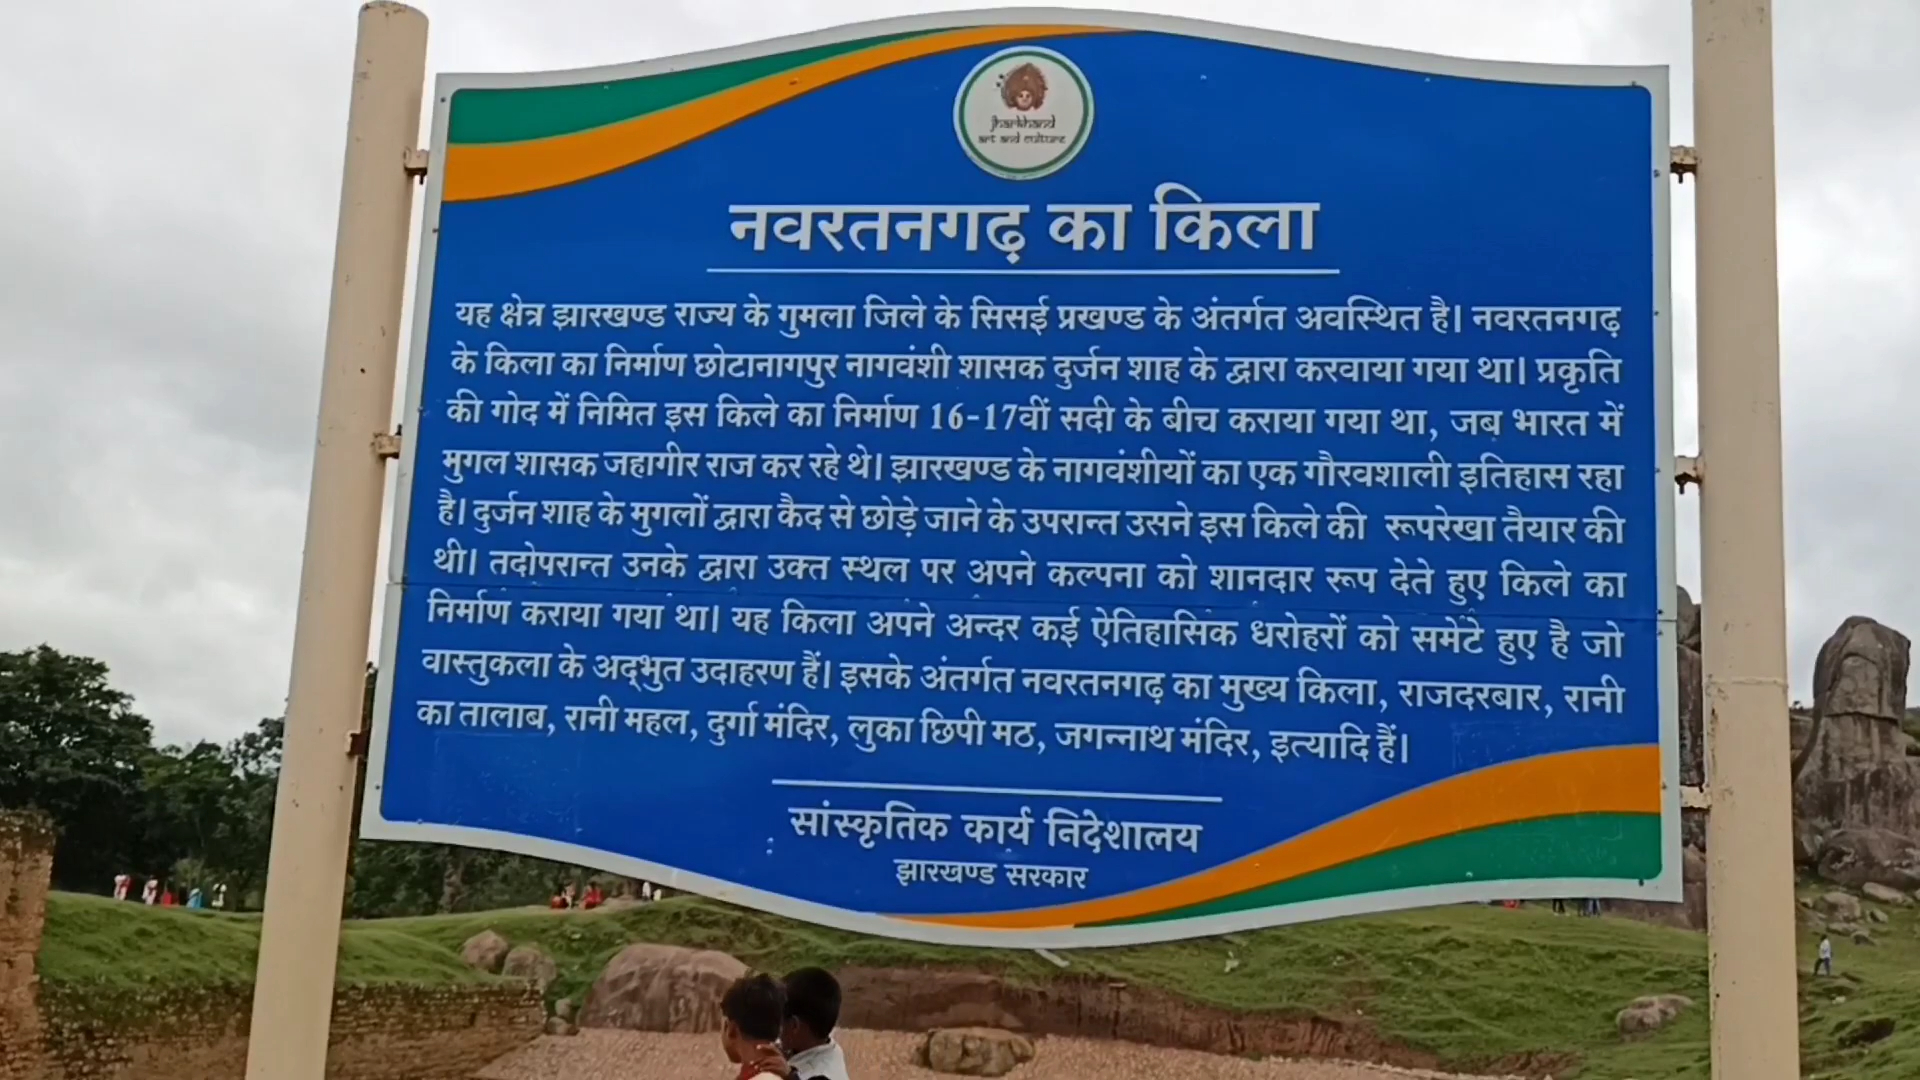 jharkhand
art and culture
नवरतनगढ़ का किला
यह क्षेत्र झारखण्ड राज्य के गुमला जिले के सिसई प्रखण्ड के अंतर्गत अवस्थित है। नवरतनगढ़
के किला का निर्माण छोटानागपुर नागवंशी शासक दुर्जन शाह के द्वारा करवाया गया था। प्रकृति
की गोद में निमित इस किले का निर्माण 16-17वीं सदी के बीच कराया गया था, जब भारत में
मुगल शासक जहागीर राज कर रहे थे। झारखण्ड के नागवंशीयों का एक गौरवशाली इतिहास रहा
है। दुर्जन शाह के मुगलों द्वारा कैद से छोड़े जाने के उपरान्त उसने इस किले की रूपरेखा तैयार की
थी। तदोपरान्त उनके द्वारा उक्त स्थल पर अपने कल्पना को शानदार रूप देते हुए किले का
निर्माण कराया गया था। यह किला अपने अन्दर कई ऐतिहासिक धरोहरों को समेटे हुए है जो
वास्तुकला के अद्‌भुत उदाहरण हैं। इसके अंतर्गत नवरतनगढ़ का मुख्य किला, राजदरबार, रानी
का तालाब, रानी महल, दुर्गा मंदिर, लुका छिपी मठ, जगन्नाथ मंदिर, इत्यादि हैं।
सांस्कृतिक कार्य निदेशालय
झारखण्ड सरकार